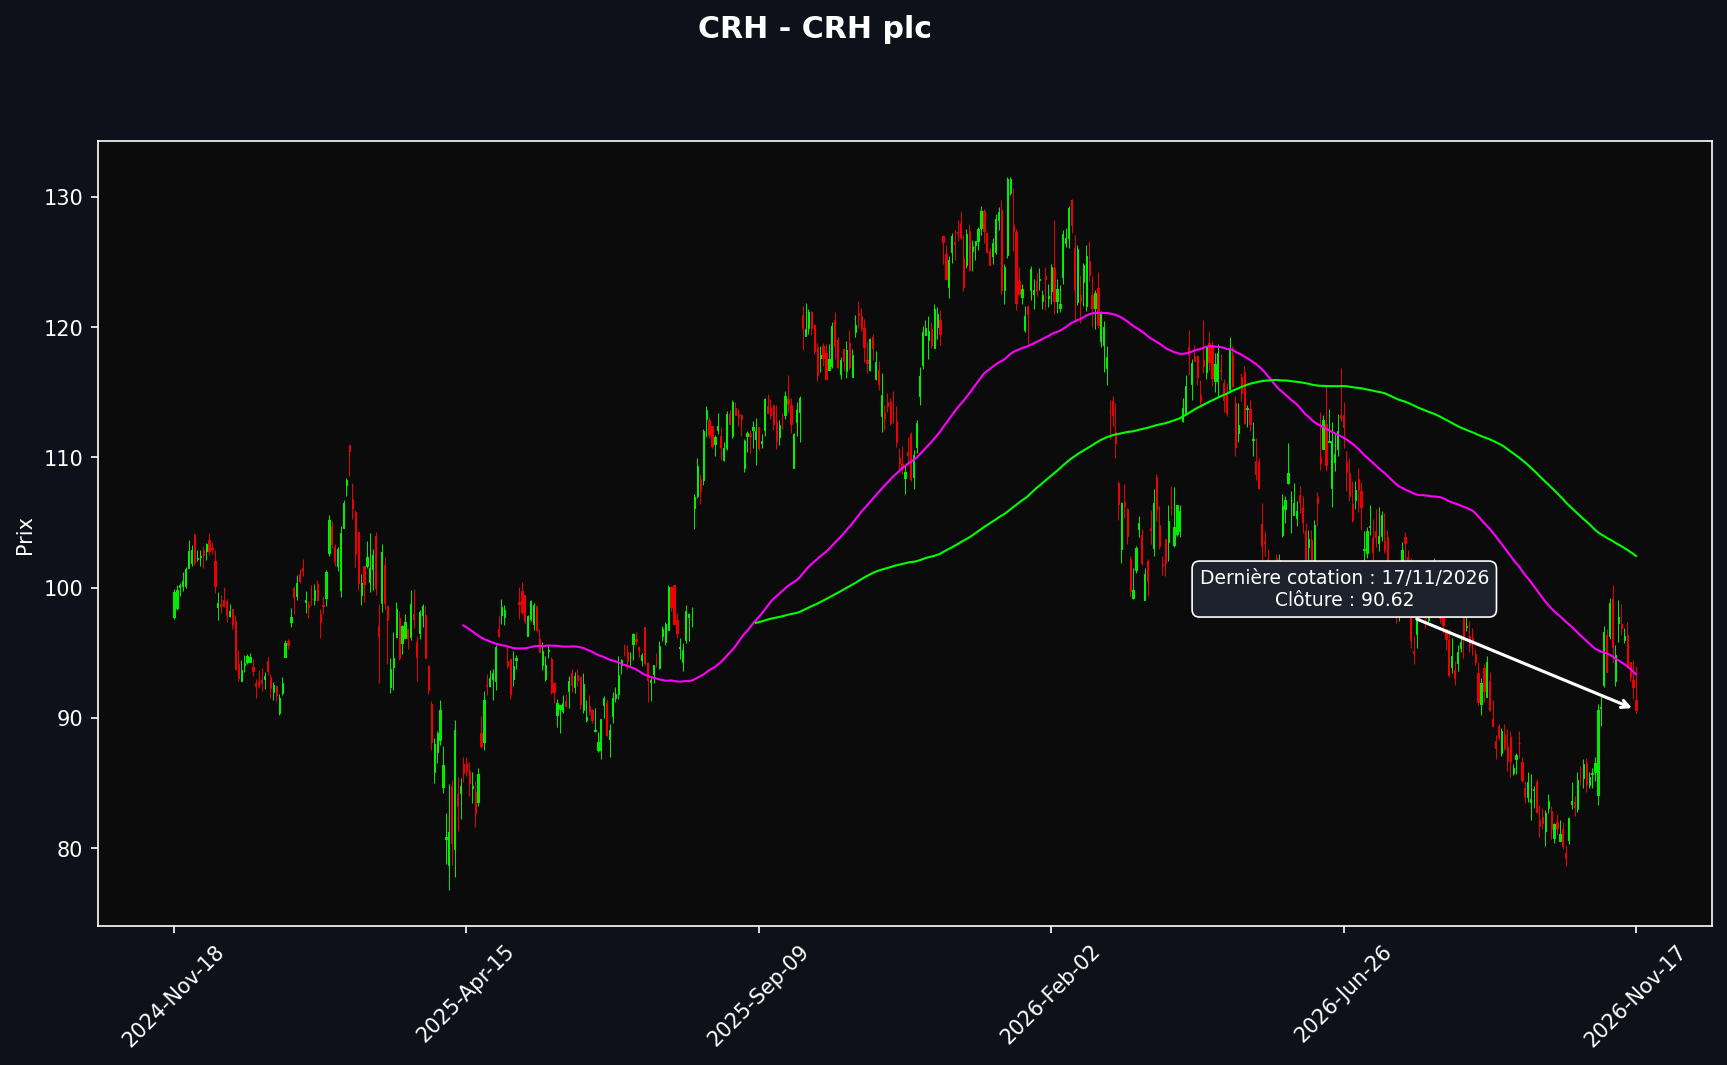 CRH - CRH plc
Prix
130
120
110
100
90
80
Dernière cotation : 17/11/2026
Clôture : 90.62
2024-Nov-18
2025-Apr-15
2025-Sep-09
2026-Feb-02
2026-Jun-26
2026-Nov-17